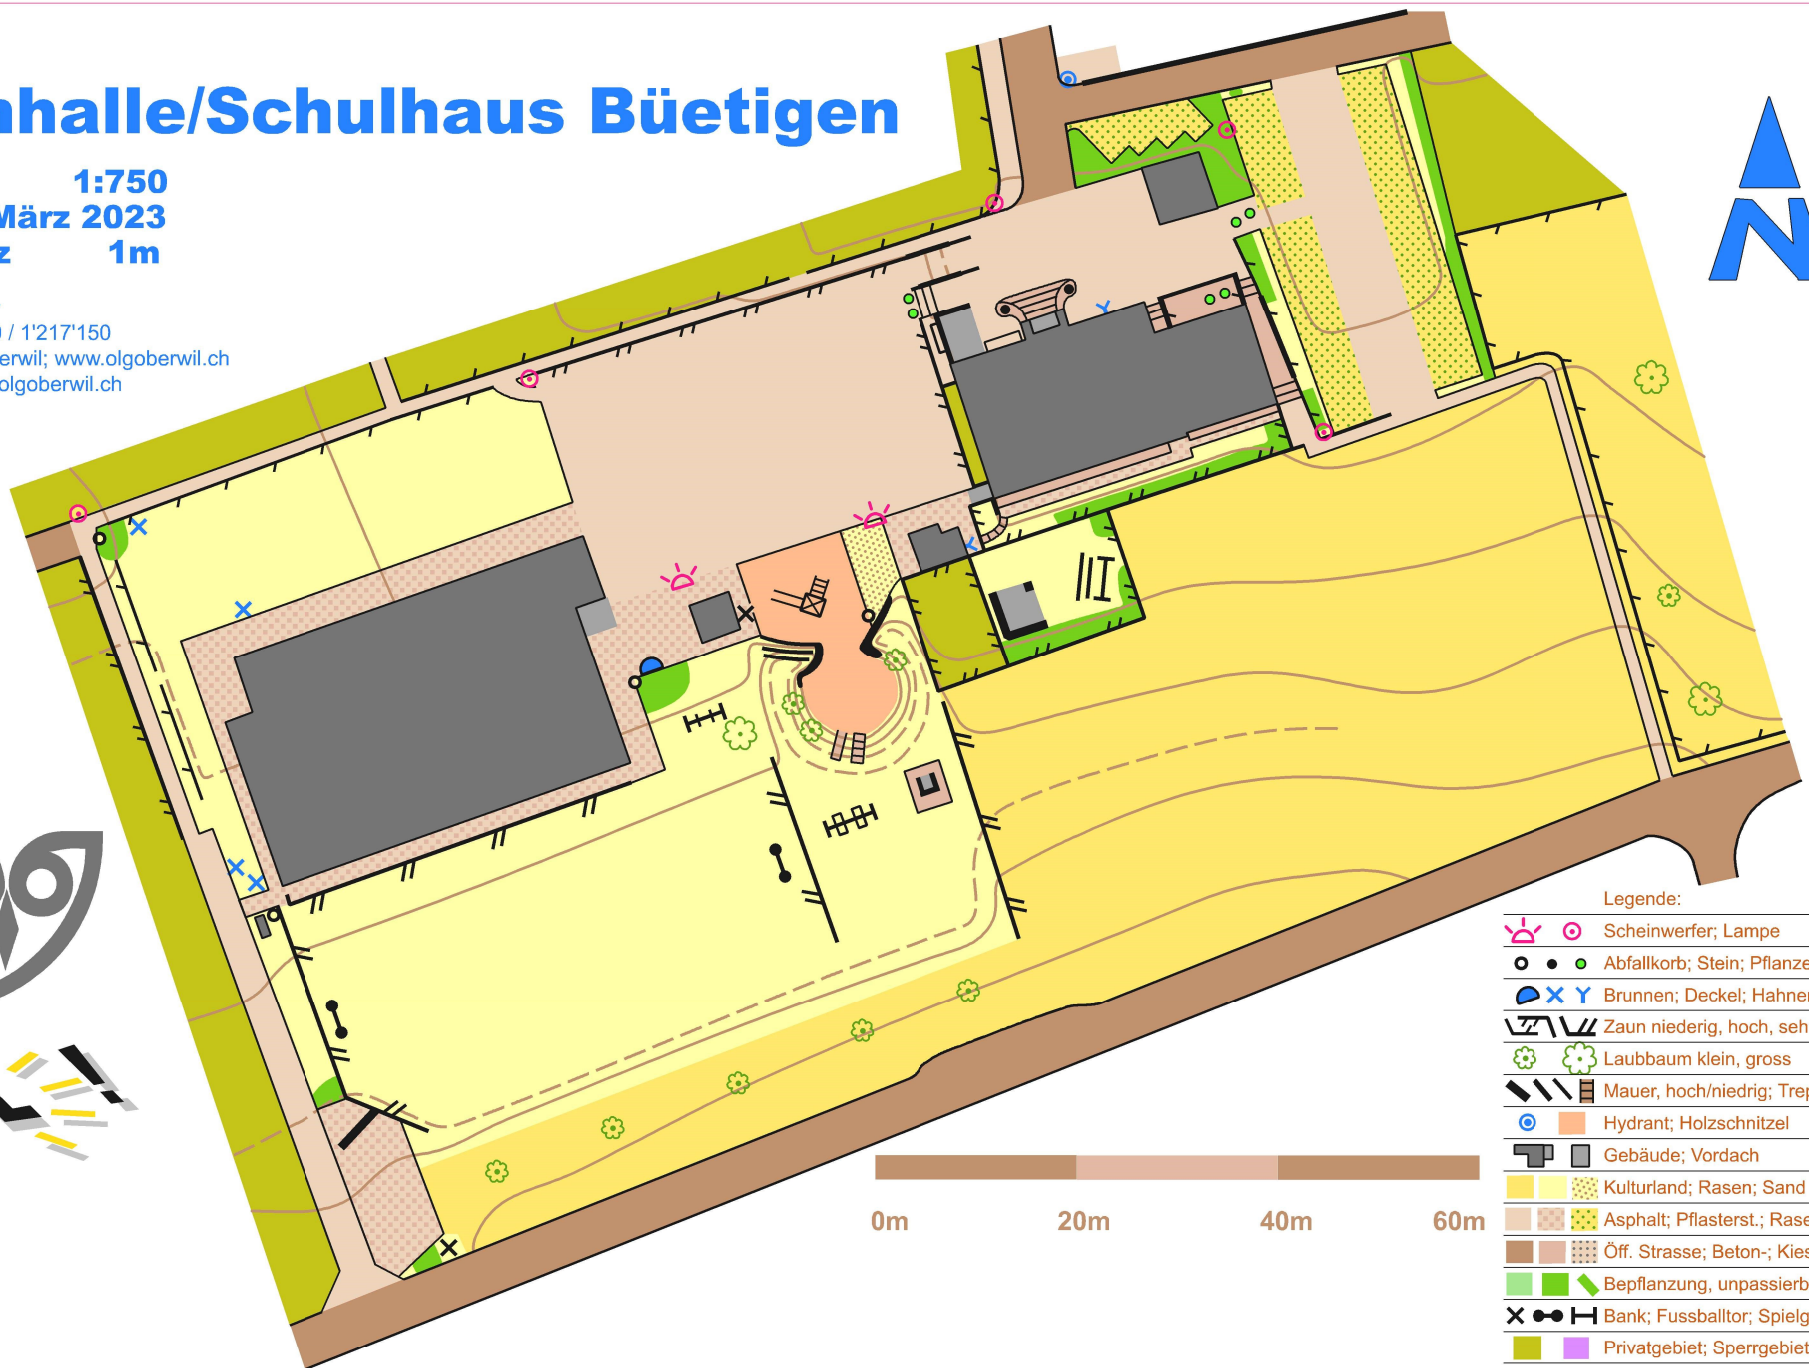 nhalle/Schulhaus Büetigen
1:750
März 2023
z 1m
/ 1'217'150
erwil; www.olgoberwil.ch
olgoberwil.ch
N
0m 20m 40m 60m
Legende:
Scheinwerfer; Lampe
Abfallkorb; Stein; Pflanze
Brunnen; Deckel; Hahnen
Zaun niederig, hoch, seh
Laubbaum klein, gross
Mauer, hoch/niedrig; Trep
Hydrant; Holzschnitzel
Gebäude; Vordach
Kulturland; Rasen; Sand
Asphalt; Pflasterst.; Rase
Öff. Strasse; Beton-; Kies
Bepflanzung, unpassierb
Bank; Fussballtor; Spielg
Privatgebiet; Sperrgebiet